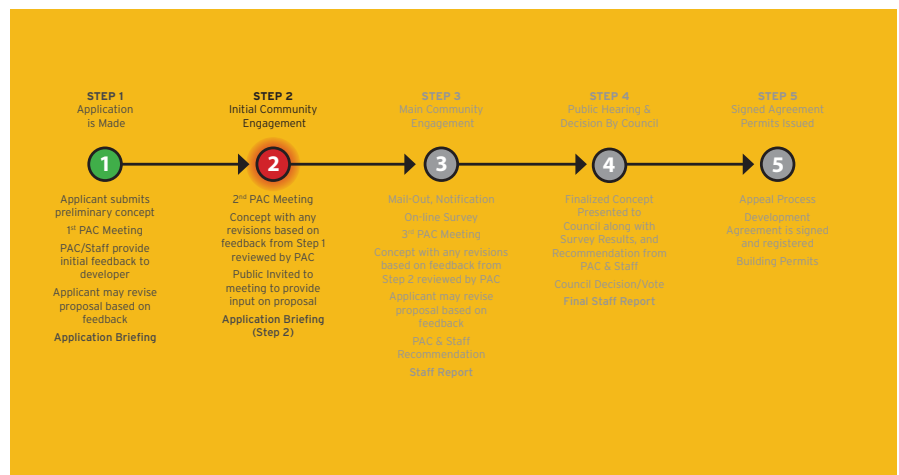 STEP 1
Application
is Made
1
Applicant submits
preliminary concept
1st PAC Meeting
PAC/Staff provide
initial feedback to
developer
Applicant may revise
proposal based on
feedback
Application Briefing
STEP 2
Initial Community
Engagement
2
2nd PAC Meeting
Concept with any
revisions based on
feedback from Step 1
reviewed by PAC
Public Invited to
meeting to provide
input on proposal
Application Briefing
(Step 2)
STEP 3
Main Community
Engagement
3
Mail-Out, Notification
On-line Survey
3rd PAC Meeting
Concept with any revisions
based on feedback from
Step 2 reviewed by PAC
Applicant may revise
proposal based on
feedback
PAC & Staff
Recommendation
Staff Report
STEP 4
Public Hearing &
Decision By Council
4
Finalized Concept
Presented to
Council along with
Survey Results, and
Recommendation from
PAC & Staff
Council Decision/Vote
Final Staff Report
STEP 5
Signed Agreement
Permits Issued
5
Appeal Process
Development
Agreement is signed
and registered
Building Permits